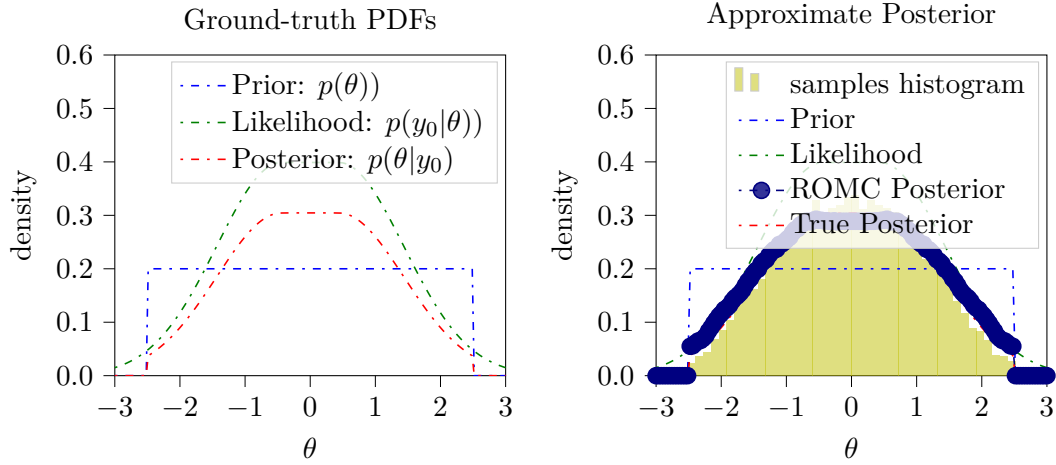 Ground-truth PDFs
0.6
0.5
0.4
0.3
0.2
0.1
0.0
density
−3 −2 −1 0 1 2 3
θ
Prior: p(θ))
Likelihood: p(y₀|θ))
Posterior: p(θ|y₀)
Approximate Posterior
0.6
0.5
0.4
0.3
0.2
0.1
0.0
density
−3 −2 −1 0 1 2 3
θ
samples histogram
Prior
Likelihood
ROMC Posterior
True Posterior